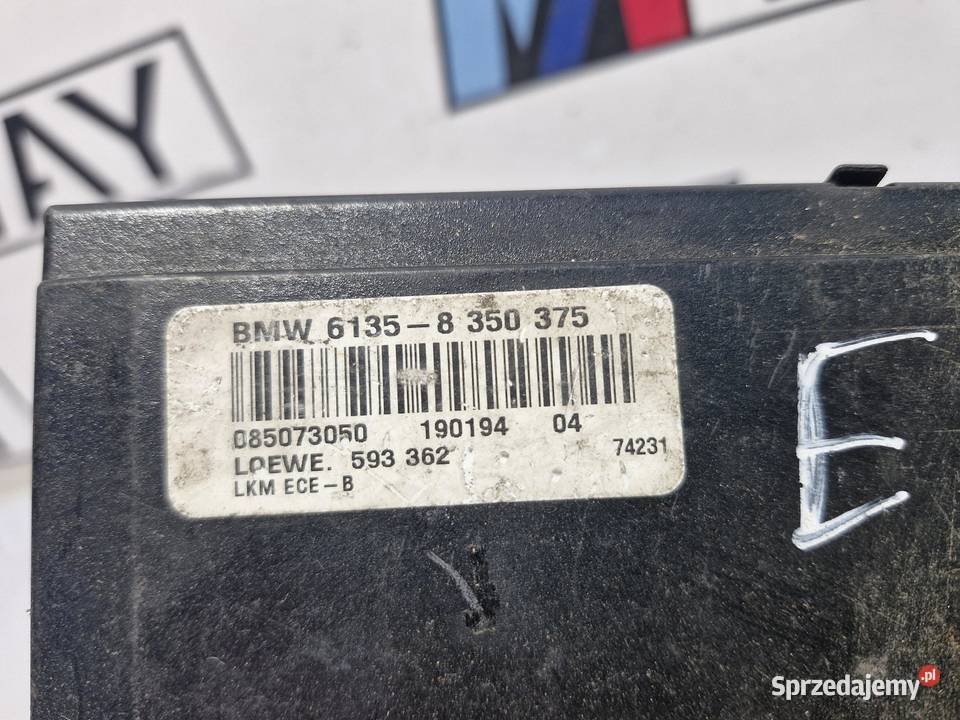 AY
M
BMW 6135-8 350 375
085073050 190194 04
LOEWE. 593 362 74231
LKM ECE-B
E
Sprzedajemy.pl